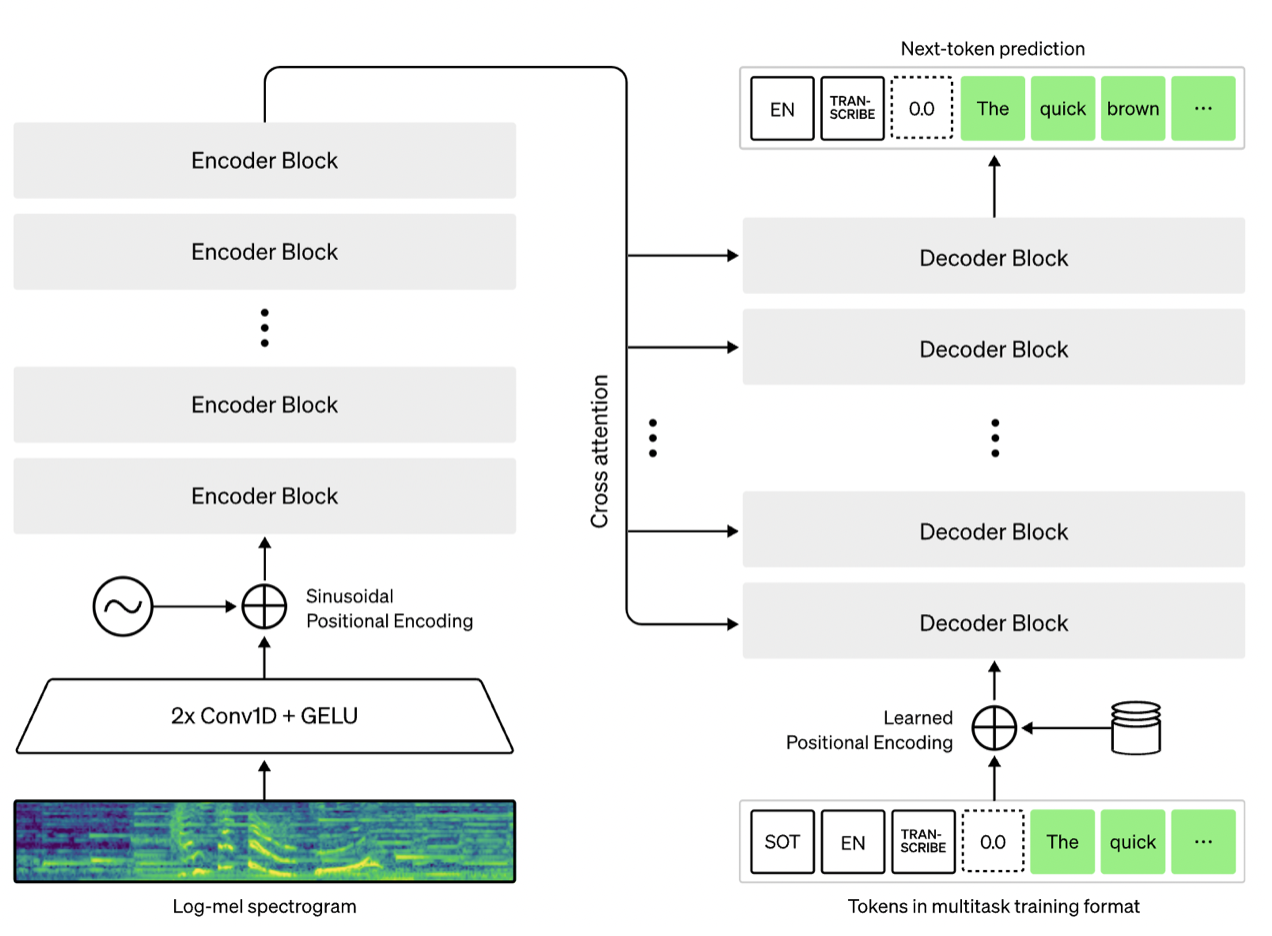 Next-token prediction
EN TRAN-SCRIBE 0.0 The quick brown ...
Encoder Block
Encoder Block
Encoder Block
Encoder Block
Sinusoidal
Positional Encoding
2x Conv1D + GELU
Log-mel spectrogram
Cross attention
Decoder Block
Decoder Block
Decoder Block
Decoder Block
Learned
Positional Encoding
SOT EN TRAN-SCRIBE 0.0 The quick ...
Tokens in multitask training format